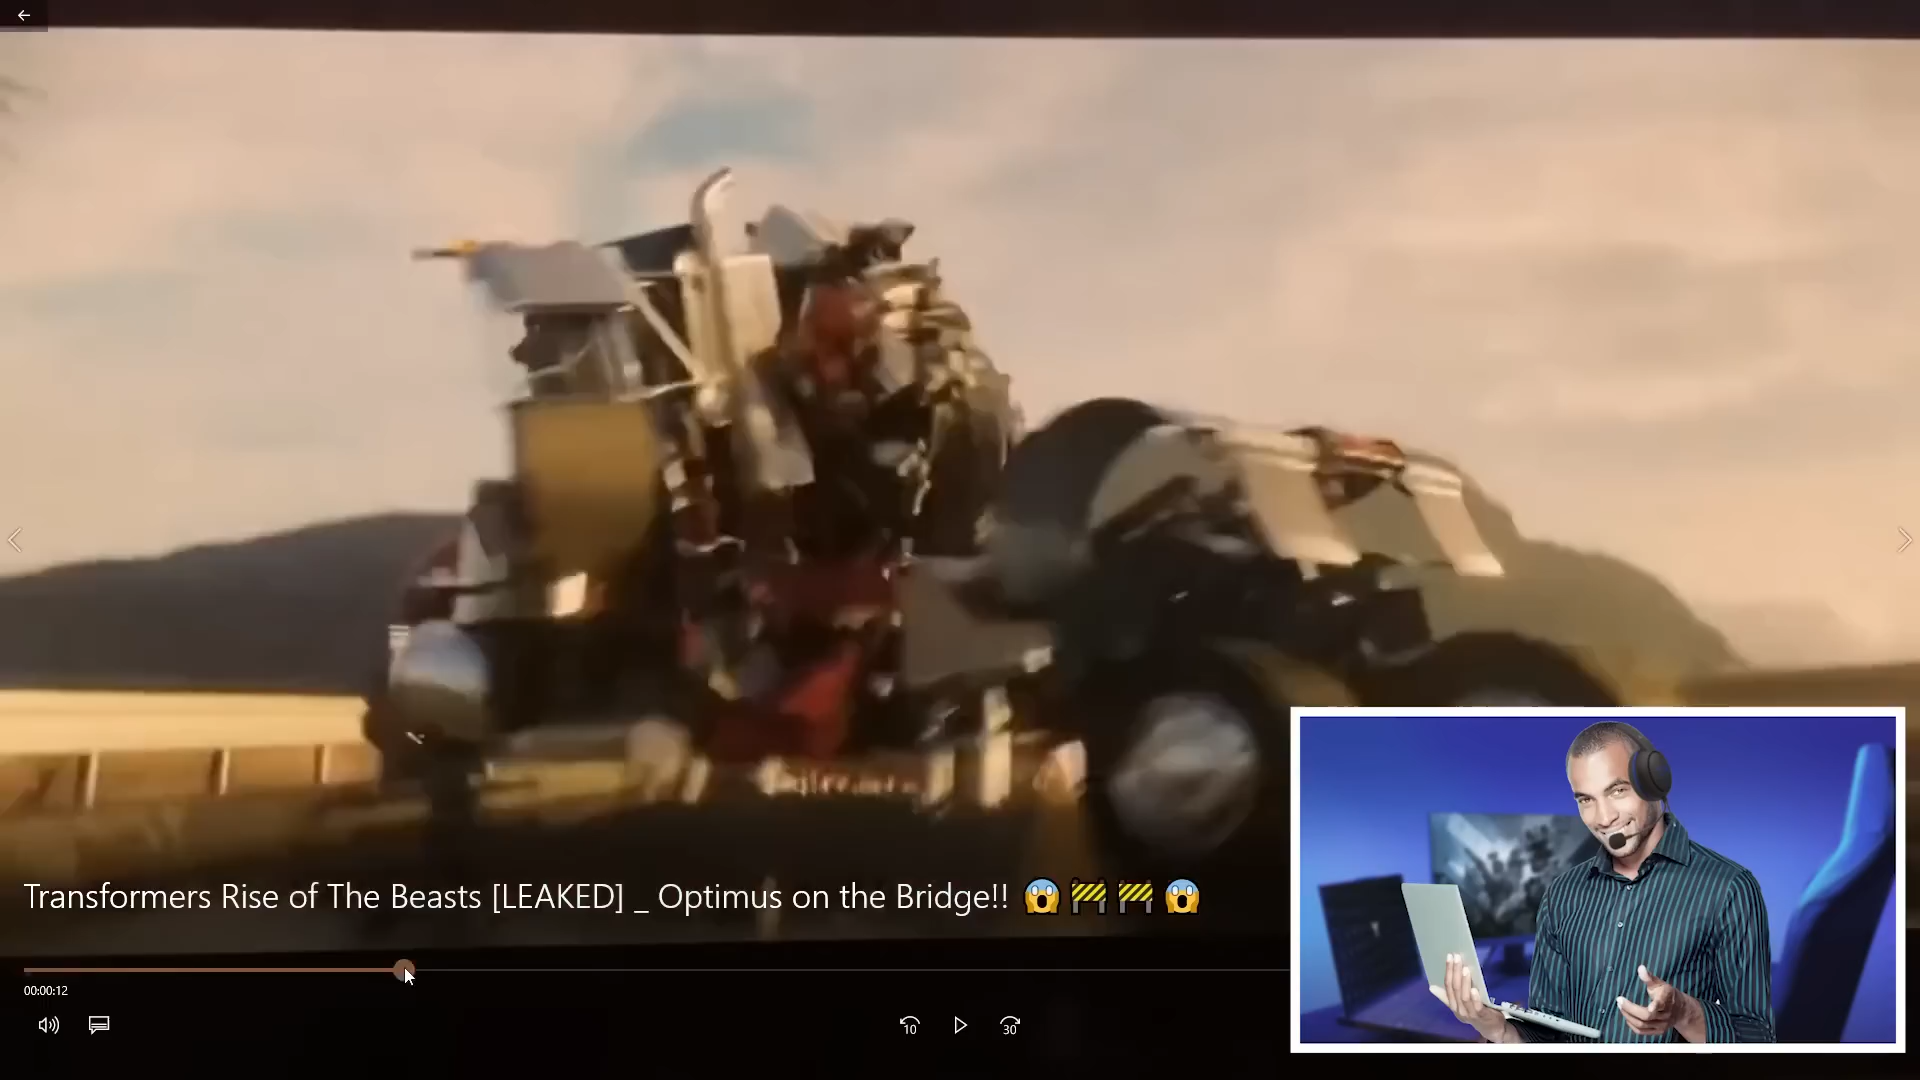 Transformers Rise of The Beasts [LEAKED] _ Optimus on the Bridge!! 😱 🚧 🚧 😱
00:00:12
10
30